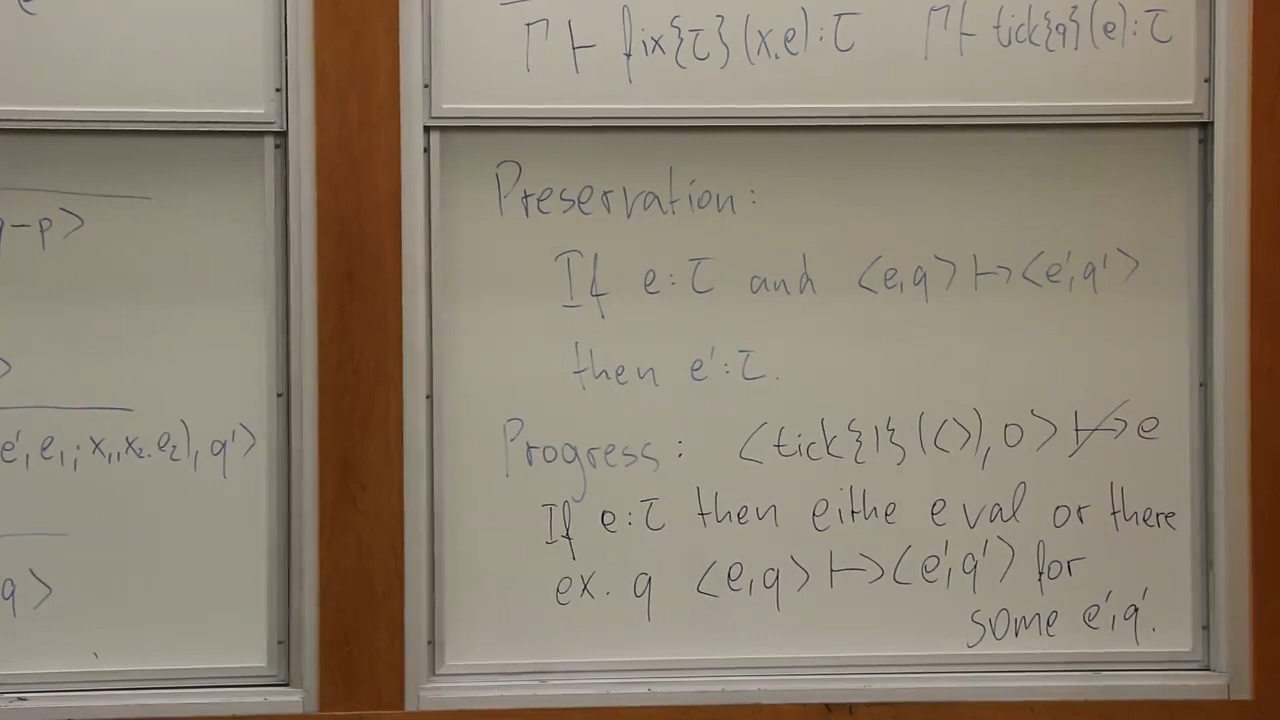 -p>
>
e', e₁; x₁, x₂. e₂), q'>
q>
Γ ⊢ fix{τ}(x.e) : τ Γ ⊢ tick{q}(e) : τ
Preservation:
If e:τ and <e,q> ↦ <e',q'>
then e':τ.
Progress: <tick{1}(<>), 0> ↦̸ e
If e:τ then eithe e val or there
ex. q <e,q> ↦ <e',q'> for
some e',q'.